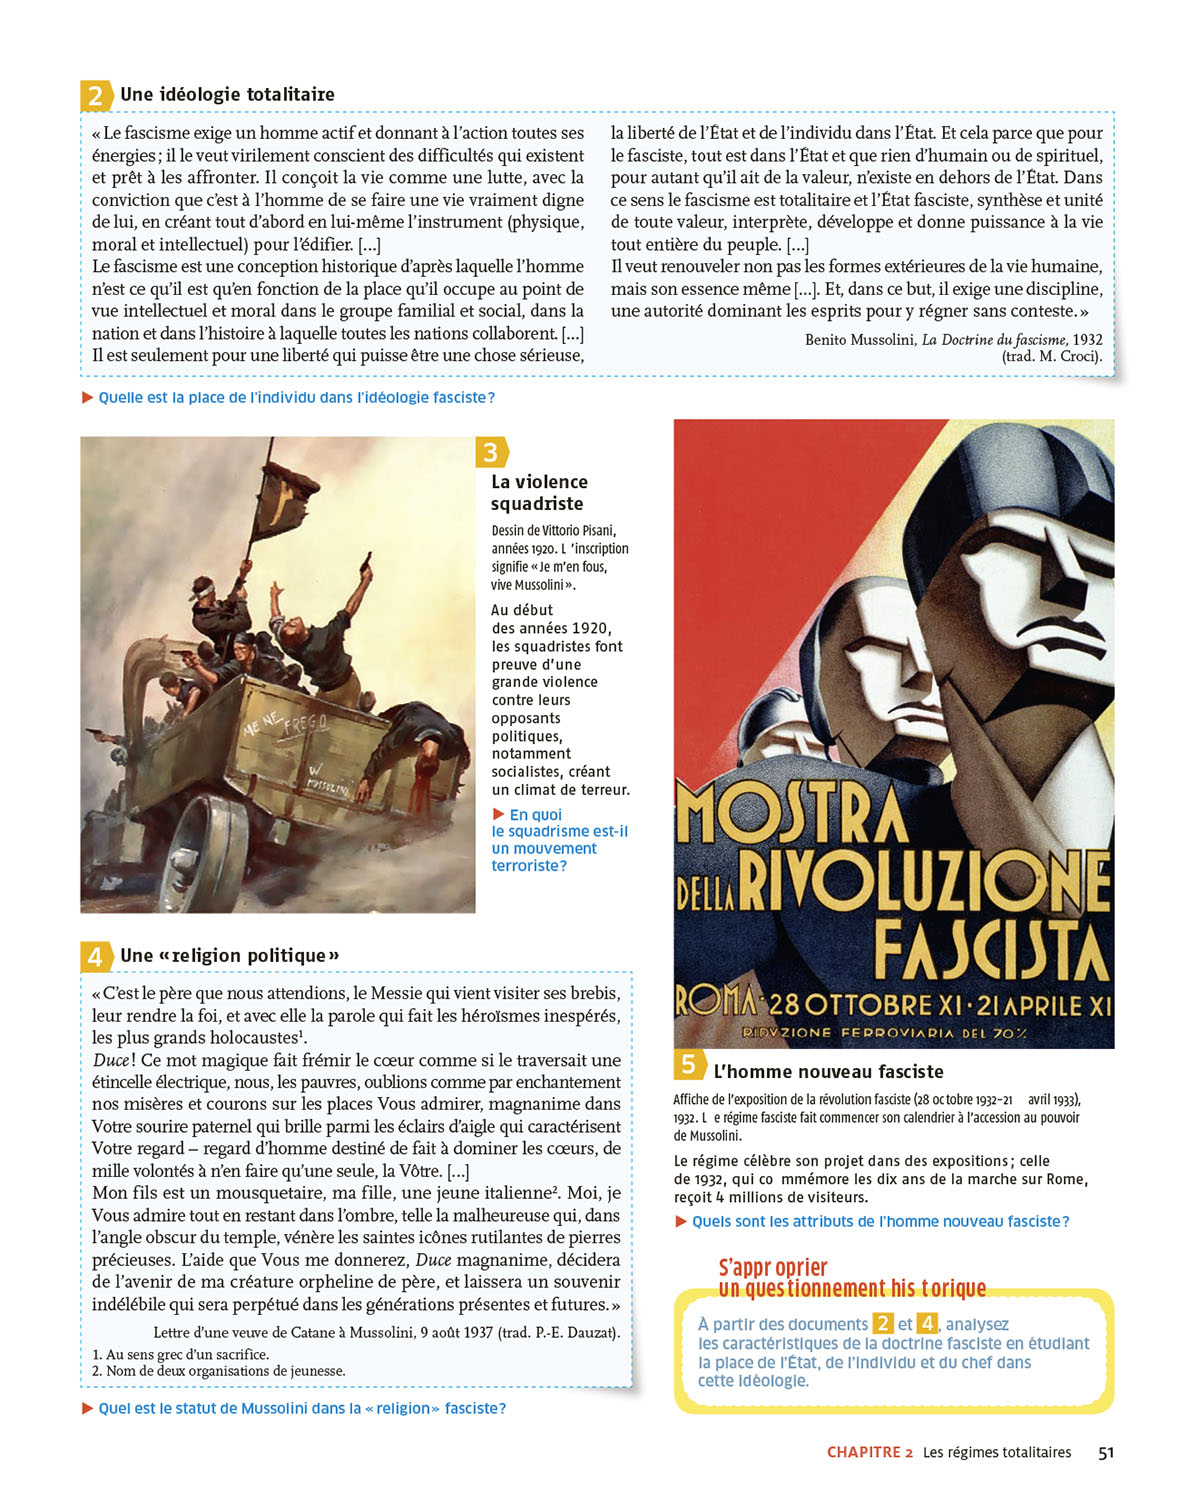 2 Une idéologie totalitaire
« Le fascisme exige un homme actif et donnant à l'action toutes ses
énergies ; il le veut virilement conscient des difficultés qui existent
et prêt à les affronter. Il conçoit la vie comme une lutte, avec la
conviction que c'est à l'homme de se faire une vie vraiment digne
de lui, en créant tout d'abord en lui-même l'instrument (physique,
moral et intellectuel) pour l'édifier. [...]
Le fascisme est une conception historique d'après laquelle l'homme
n'est ce qu'il est qu'en fonction de la place qu'il occupe au point de
vue intellectuel et moral dans le groupe familial et social, dans la
nation et dans l'histoire à laquelle toutes les nations collaborent. [...]
Il est seulement pour une liberté qui puisse être une chose sérieuse,
la liberté de l'État et de l'individu dans l'État. Et cela parce que pour
le fasciste, tout est dans l'État et que rien d'humain ou de spirituel,
pour autant qu'il ait de la valeur, n'existe en dehors de l'État. Dans
ce sens le fascisme est totalitaire et l'État fasciste, synthèse et unité
de toute valeur, interprète, développe et donne puissance à la vie
tout entière du peuple. [...]
Il veut renouveler non pas les formes extérieures de la vie humaine,
mais son essence même [...]. Et, dans ce but, il exige une discipline,
une autorité dominant les esprits pour y régner sans conteste. »
Benito Mussolini, La Doctrine du fascisme, 1932
(trad. M. Croci).
► Quelle est la place de l'individu dans l'idéologie fasciste ?
ME NE FREGO
W MUSSOLINI
3
La violence
squadriste
Dessin de Vittorio Pisani,
années 1920. L 'inscription
signifie « Je m'en fous,
vive Mussolini ».
Au début
des années 1920,
les squadristes font
preuve d'une
grande violence
contre leurs
opposants
politiques,
notamment
socialistes, créant
un climat de terreur.
► En quoi
le squadrisme est-il
un mouvement
terroriste ?
MOSTRA
DELLA RIVOLUZIONE
FASCISTA
ROMA · 28 OTTOBRE XI · 21 APRILE XI
RIDVZIONE FERROVIARIA DEL 70%
4 Une « religion politique »
« C'est le père que nous attendions, le Messie qui vient visiter ses brebis,
leur rendre la foi, et avec elle la parole qui fait les héroïsmes inespérés,
les plus grands holocaustes¹.
Duce ! Ce mot magique fait frémir le cœur comme si le traversait une
étincelle électrique, nous, les pauvres, oublions comme par enchantement
nos misères et courons sur les places Vous admirer, magnanime dans
Votre sourire paternel qui brille parmi les éclairs d'aigle qui caractérisent
Votre regard – regard d'homme destiné de fait à dominer les cœurs, de
mille volontés à n'en faire qu'une seule, la Vôtre. [...]
Mon fils est un mousquetaire, ma fille, une jeune italienne². Moi, je
Vous admire tout en restant dans l'ombre, telle la malheureuse qui, dans
l'angle obscur du temple, vénère les saintes icônes rutilantes de pierres
précieuses. L'aide que Vous me donnerez, Duce magnanime, décidera
de l'avenir de ma créature orpheline de père, et laissera un souvenir
indélébile qui sera perpétué dans les générations présentes et futures. »
Lettre d'une veuve de Catane à Mussolini, 9 août 1937 (trad. P.-E. Dauzat).
1. Au sens grec d'un sacrifice.
2. Nom de deux organisations de jeunesse.
► Quel est le statut de Mussolini dans la « religion » fasciste ?
5 L'homme nouveau fasciste
Affiche de l'exposition de la révolution fasciste (28 oc tobre 1932-21 avril 1933),
1932. L e régime fasciste fait commencer son calendrier à l'accession au pouvoir
de Mussolini.
Le régime célèbre son projet dans des expositions ; celle
de 1932, qui co mmémore les dix ans de la marche sur Rome,
reçoit 4 millions de visiteurs.
► Quels sont les attributs de l'homme nouveau fasciste ?
S'appr oprier
un ques tionnement his t orique
À partir des documents 2 et 4, analysez
les caractéristiques de la doctrine fasciste en étudiant
la place de l'État, de l'individu et du chef dans
cette idéologie.
CHAPITRE 2 Les régimes totalitaires 51